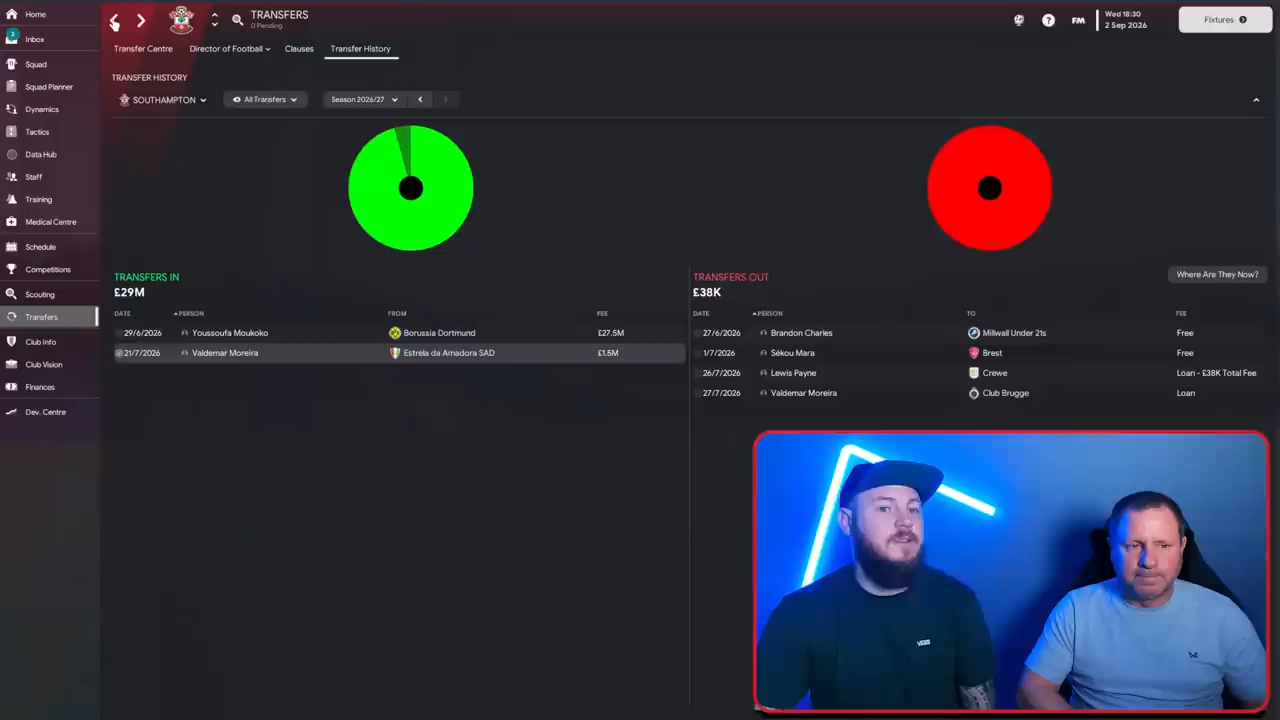 Home
2
Inbox
Squad
Squad Planner
Dynamics
Tactics
Data Hub
Staff
Training
Medical Centre
Schedule
Competitions
Scouting
Transfers
Club Info
Club Vision
Finances
Dev. Centre
TRANSFERS
0 Pending
? FM Wed 18:30
2 Sep 2026
Fixtures
Transfer Centre Director of Football Clauses Transfer History
TRANSFER HISTORY
SOUTHAMPTON All Transfers Season 2026/27
TRANSFERS IN
£29M
DATE PERSON FROM FEE
29/6/2026 Youssoufa Moukoko Borussia Dortmund £27.5M
21/7/2026 Valdemar Moreira Estrela da Amadora SAD £1.5M
TRANSFERS OUT
£38K
Where Are They Now?
DATE PERSON TO FEE
27/6/2026 Brandon Charles Millwall Under 21s Free
1/7/2026 Sékou Mara Brest Free
26/7/2026 Lewis Payne Crewe Loan - £38K Total Fee
27/7/2026 Valdemar Moreira Club Brugge Loan
VANS